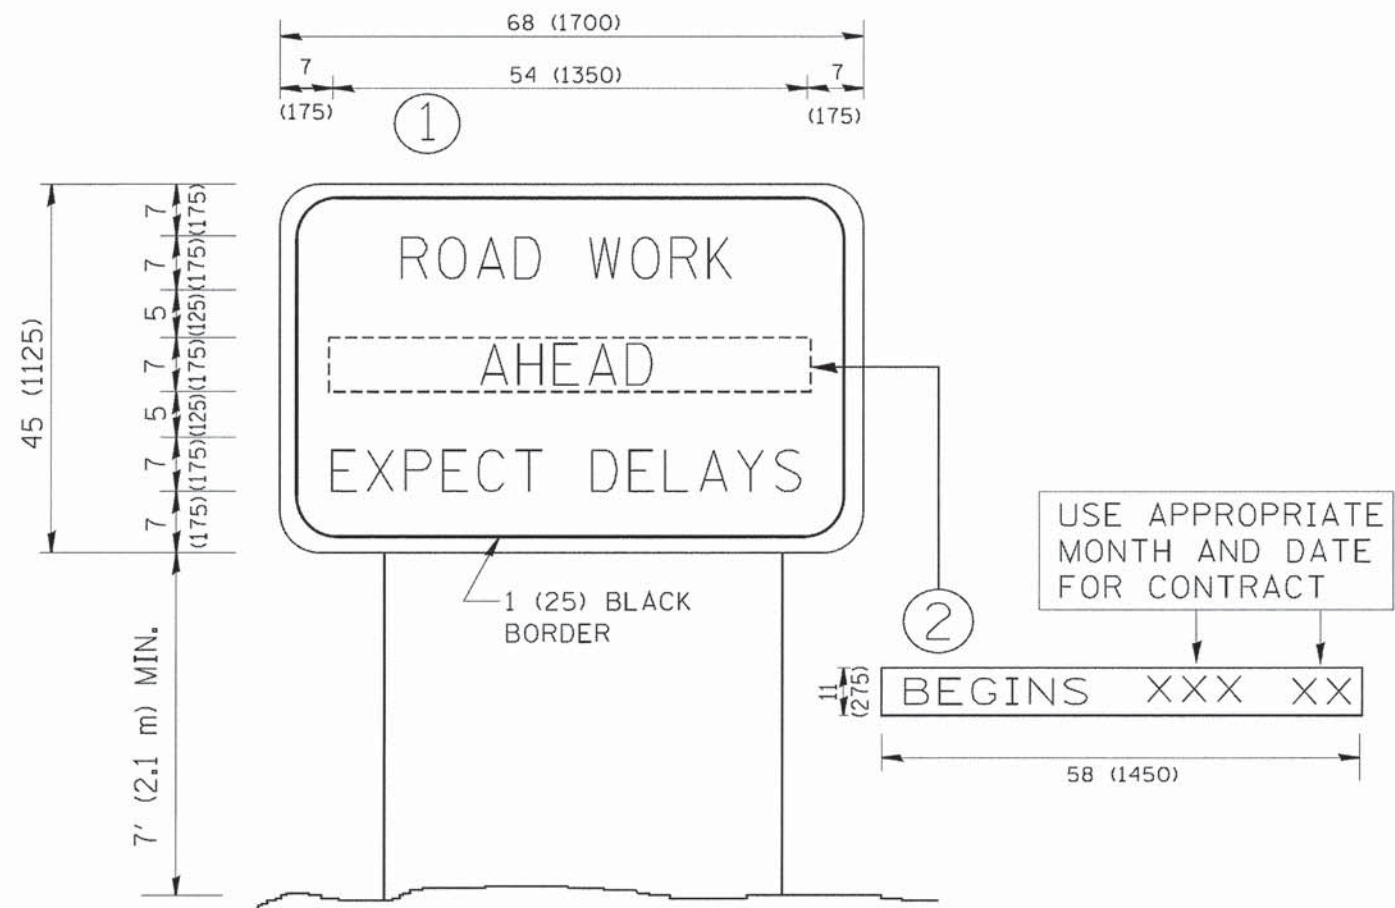 68 (1700)
7
54 (1350)
7
(175)
(175)
1
45 (1125)
7
(175)
7
(175)
5
(125)
7
(175)
5
(125)
7
(175)
7
(175)
ROAD WORK
AHEAD
EXPECT DELAYS
1 (25) BLACK
BORDER
7' (2.1 m) MIN.
USE APPROPRIATE
MONTH AND DATE
FOR CONTRACT
2
11
(275)
BEGINS XXX XX
58 (1450)